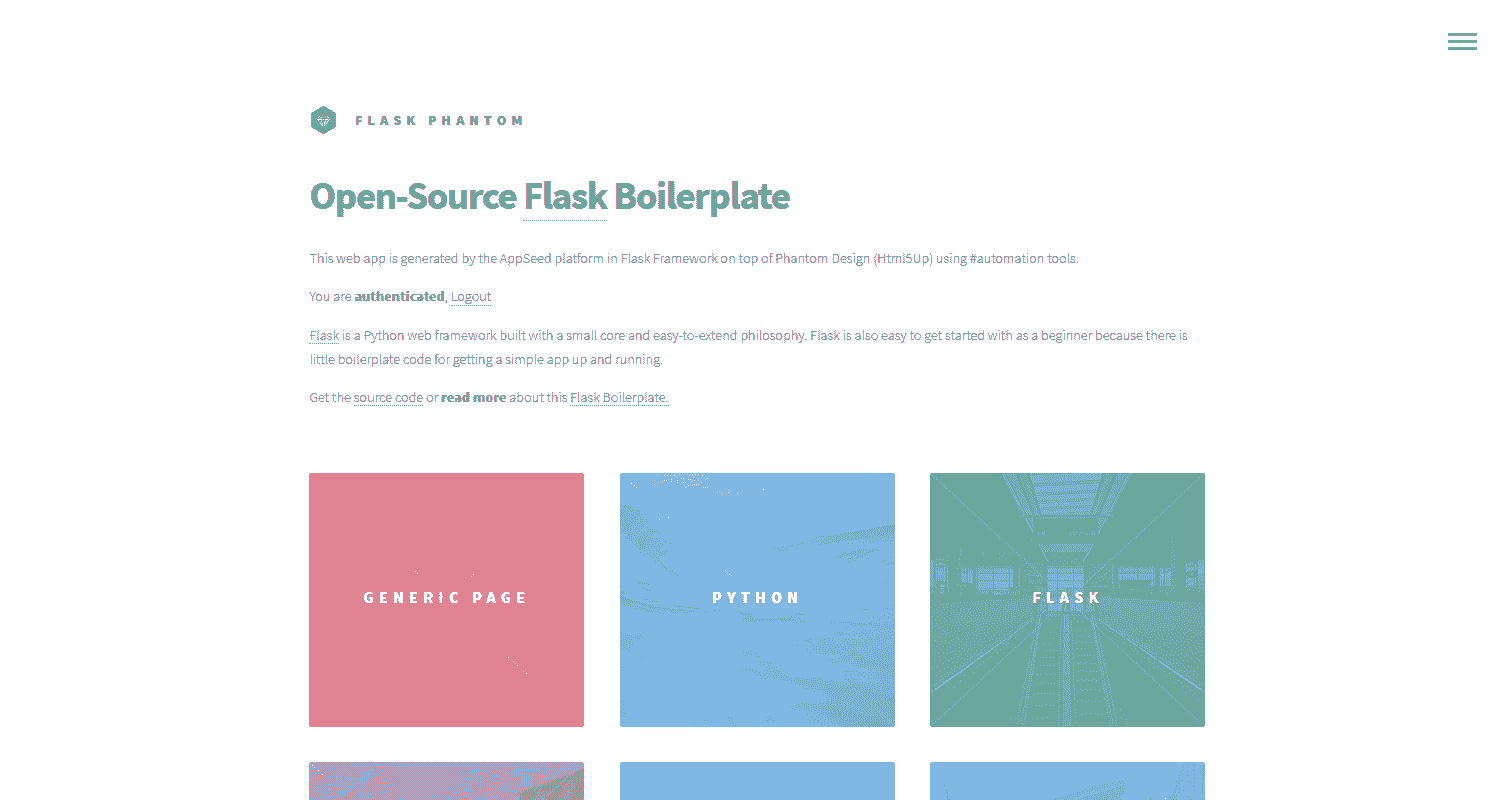 FLASK PHANTOM
Open-Source Flask Boilerplate
This web app is generated by the AppSeed platform in Flask Framework on top of Phantom Design (Html5Up) using #automation tools.
You are authenticated, Logout
Flask is a Python web framework built with a small core and easy-to-extend philosophy. Flask is also easy to get started with as a beginner because there is
little boilerplate code for getting a simple app up and running.
Get the source code or read more about this Flask Boilerplate.
GENERIC PAGE
PYTHON
FLASK